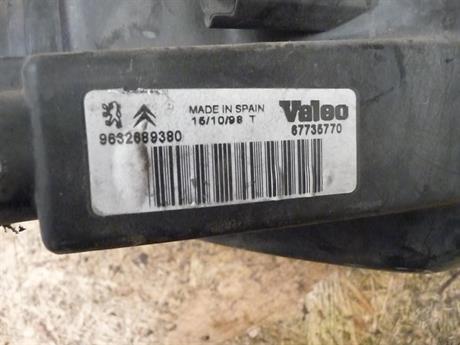 MADE IN SPAIN
15/10/98 T
Valeo
9632689380
67735770